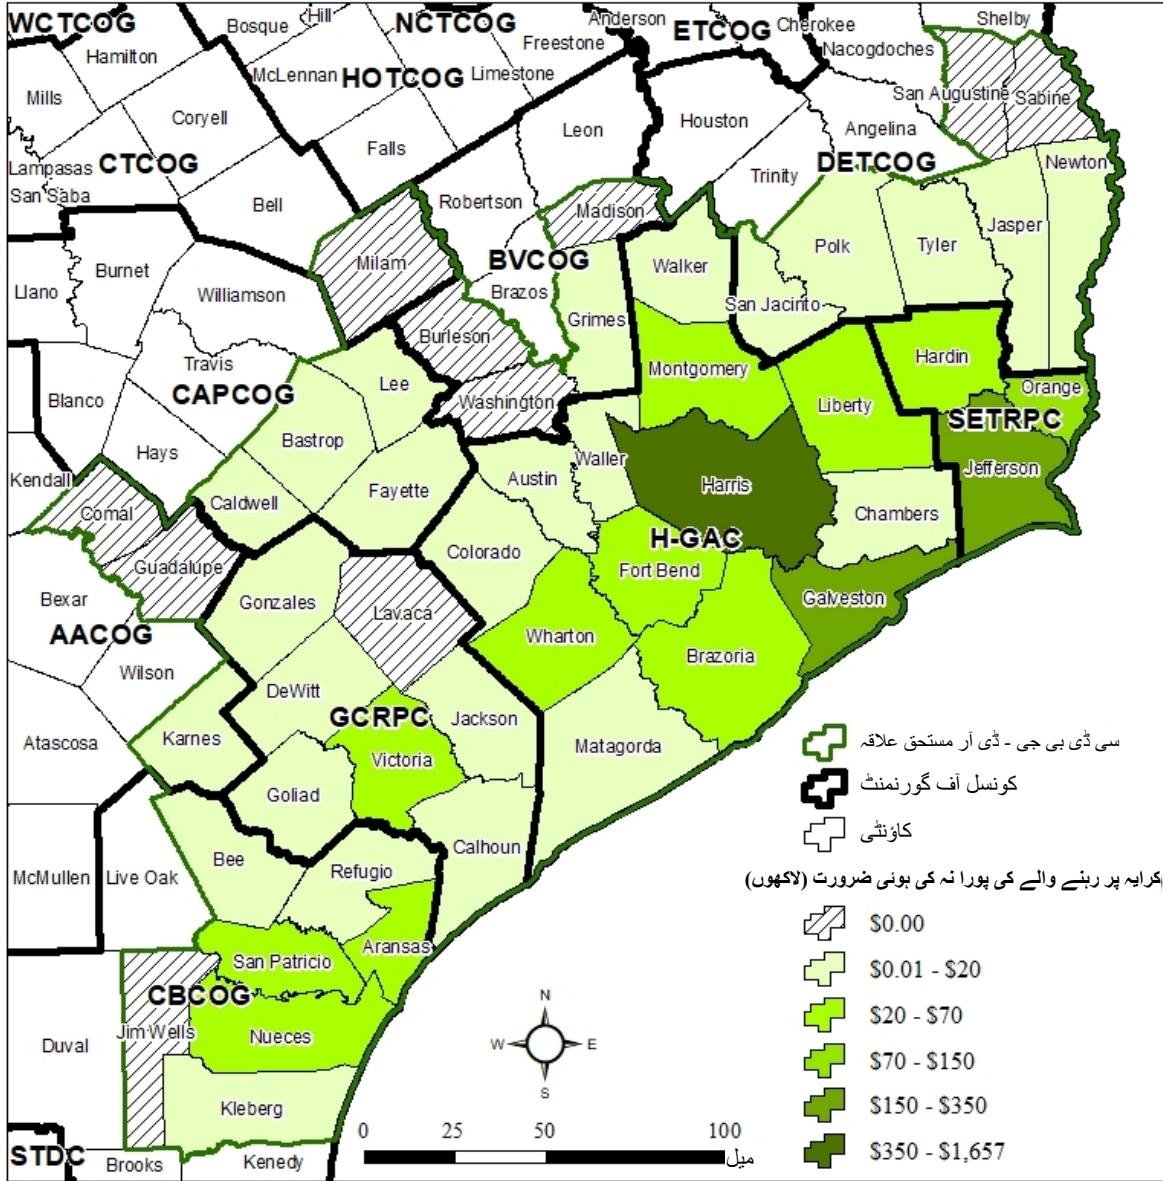 WCTCOG
Hill
Bosque
NCTCOG
Anderson
ETCOG
Cherokee
Shelby
Hamilton
Freestone
Nacogdoches
McLennan
HOTCOG
Limestone
Mills
San Augustine
Sabine
Coryell
Leon
Houston
Angelina
Falls
Lampasas
CTCOG
DETCOG
Newton
San Saba
Trinity
Bell
Robertson
Madison
Jasper
Polk
Tyler
Milam
BVCOG
Walker
Burnet
Llano
Williamson
Brazos
San Jacinto
Grimes
Burleson
Hardin
Travis
Montgomery
Lee
Orange
CAPCOG
Blanco
Washington
Liberty
SETRPC
Bastrop
Hays
Waller
Jefferson
Kendall
Austin
Harris
Fayette
Caldwell
Comal
Chambers
H-GAC
Colorado
Guadalupe
Fort Bend
Bexar
Gonzales
Lavaca
Galveston
AACOG
Wharton
Brazoria
Wilson
DeWitt
GCRPC
Jackson
Karnes
Atascosa
Matagorda
Victoria
Goliad
Calhoun
Bee
Refugio
McMullen
Live Oak
Aransas
San Patricio
CBCOG
Jim Wells
Nueces
Duval
Kleberg
STDC
Brooks
Kenedy
N
W
E
S
0
25
50
100
میل
سی ڈی بی جی - ڈی آر مستحق علاقہ
کونسل آف گورنمنٹ
کاؤنٹی
کرایہ پر رہنے والے کی پورا نہ کی ہوئی ضرورت (لاکھوں)
$0.00
$0.01 - $20
$20 - $70
$70 - $150
$150 - $350
$350 - $1,657